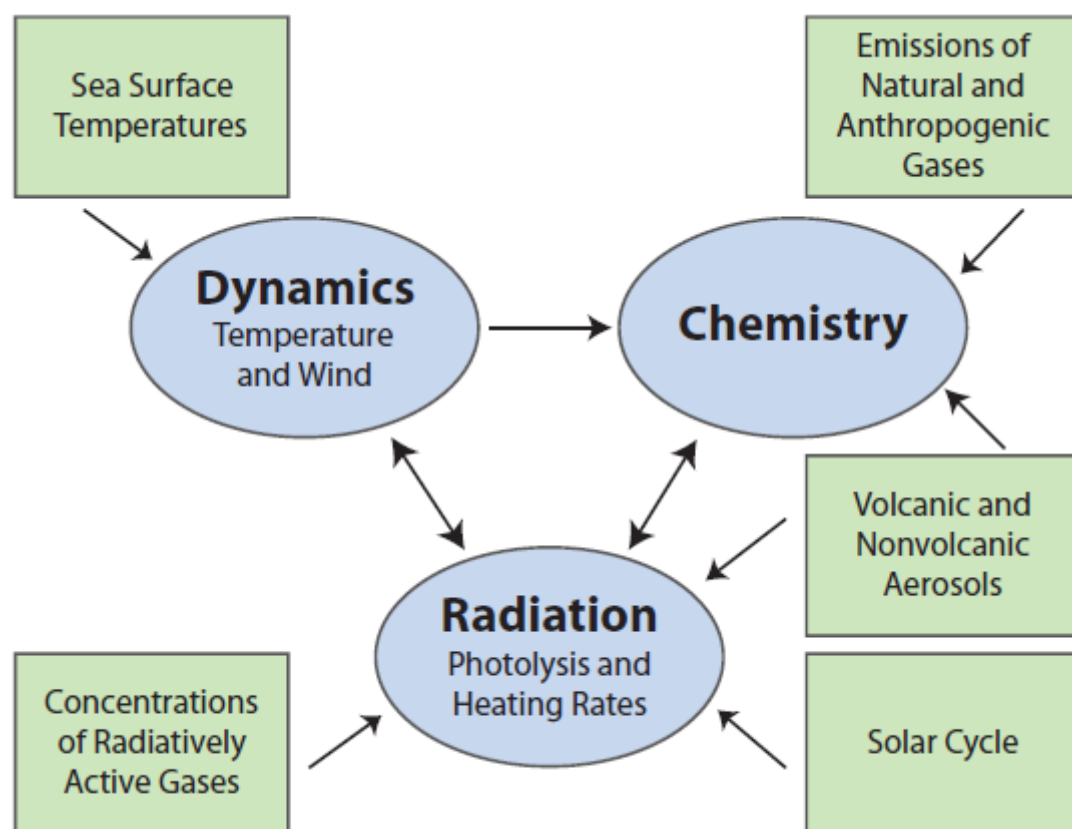 Sea Surface
Temperatures
Emissions of
Natural and
Anthropogenic
Gases
Dynamics
Temperature
and Wind
Chemistry
Volcanic and
Nonvolcanic
Aerosols
Radiation
Photolysis and
Heating Rates
Concentrations
of Radiatively
Active Gases
Solar Cycle